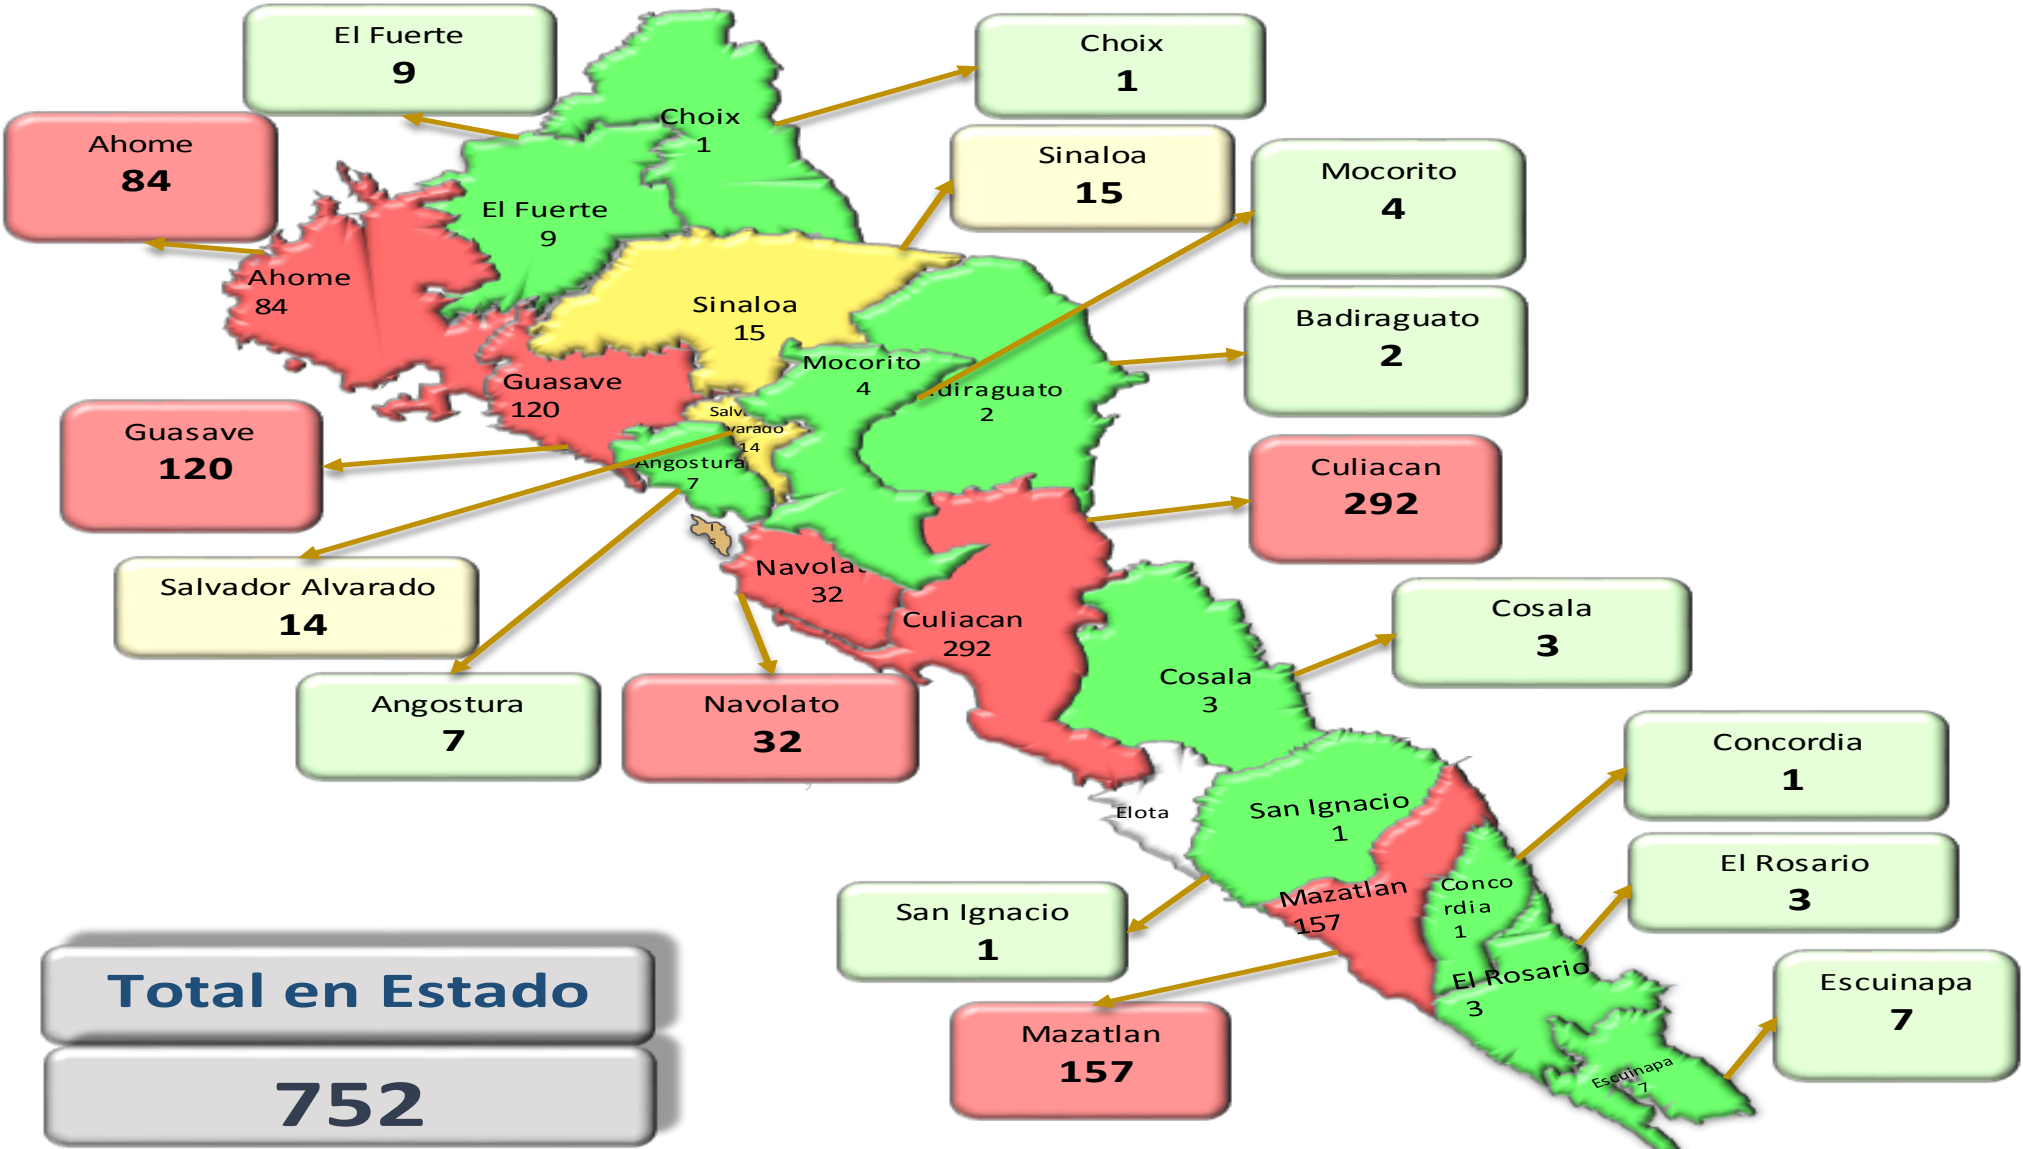 El Fuerte
9
Choix
1
Ahome
84
Sinaloa
15
Mocorito
4
Badiraguato
2
Guasave
120
Culiacan
292
Salvador Alvarado
14
Cosala
3
Angostura
7
Navolato
32
Concordia
1
El Rosario
3
San Ignacio
1
Escuinapa
7
Mazatlan
157
Choix
1
El Fuerte
9
Ahome
84
Sinaloa
15
Mocorito
4
diraguato
2
Guasave
120
Salv
varado
14
Angostura
7
Navolat
32
Culiacan
292
Cosala
3
Elota
San Ignacio
1
Mazatlan
157
Conco
rdia
1
El Rosario
3
Escuinapa
7
Total en Estado
752